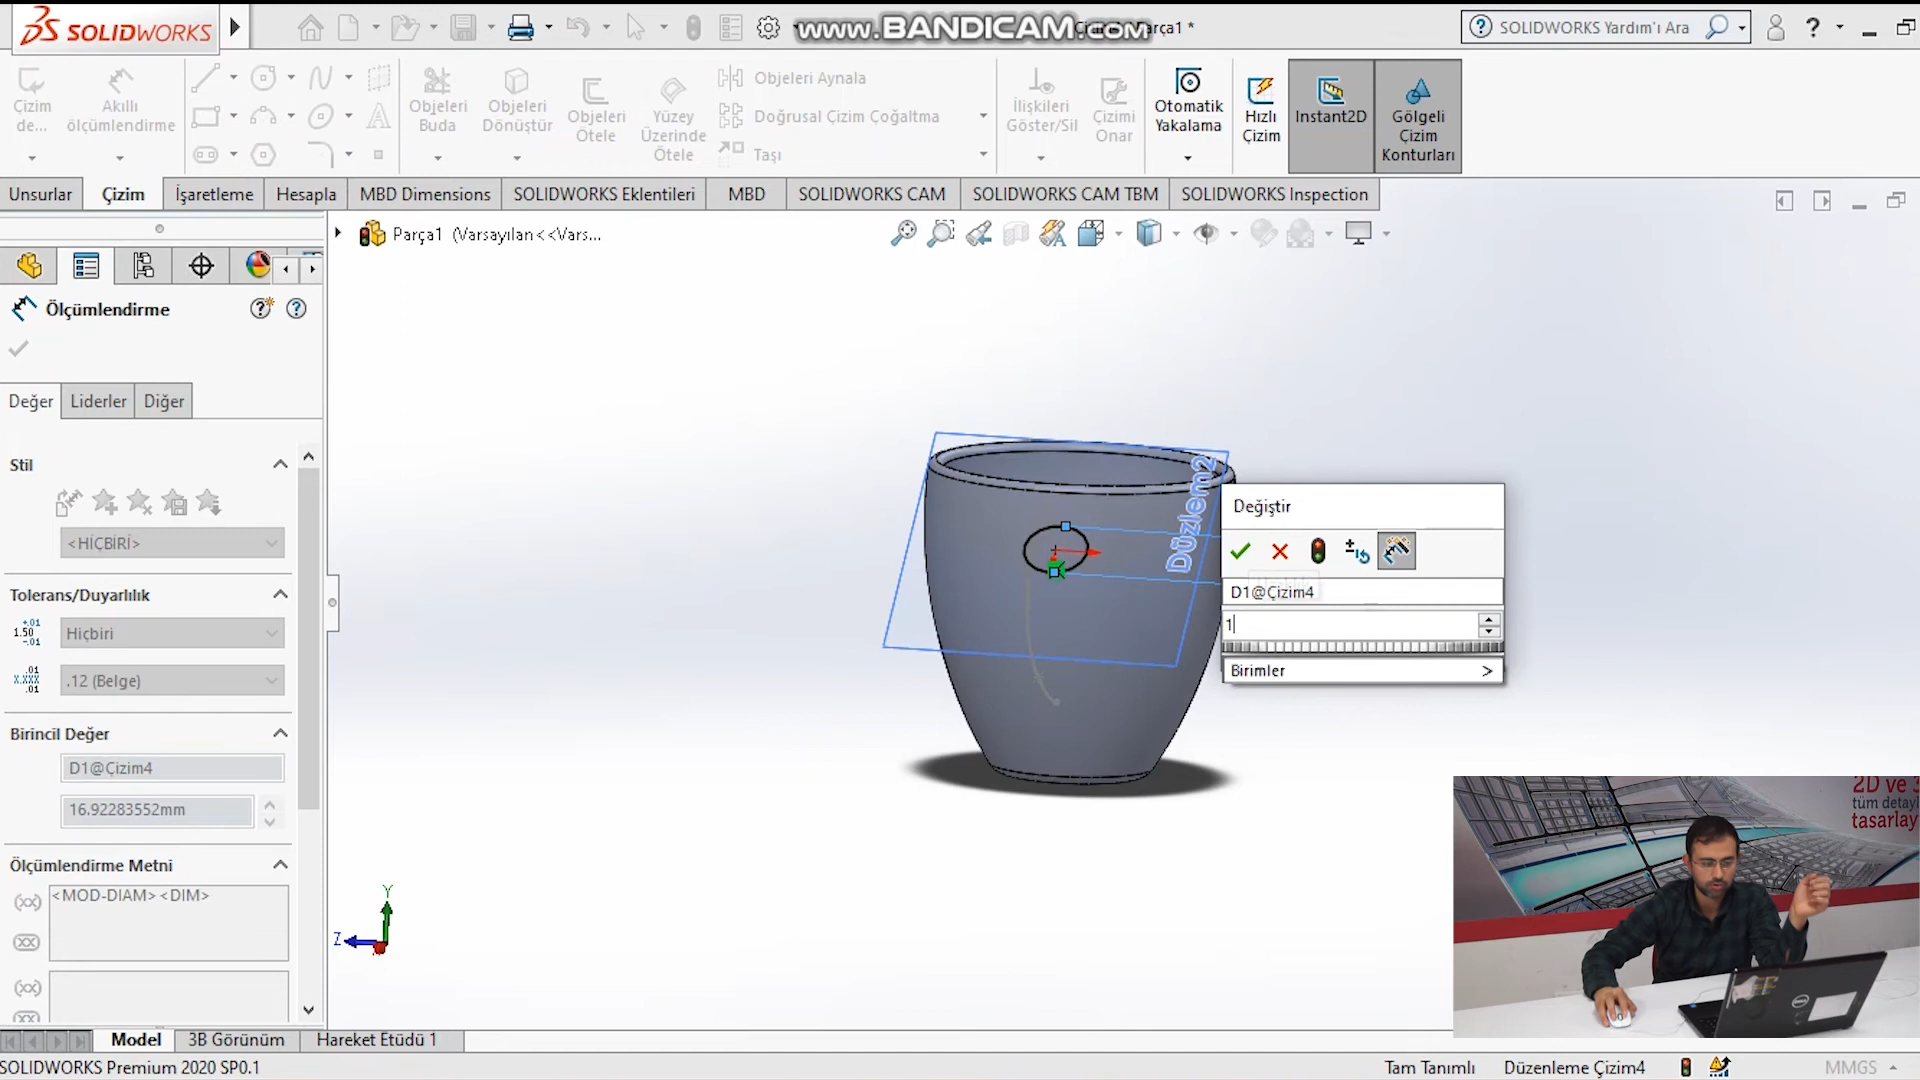 SOLIDWORKS
www.BANDICAM.com
Parça1 *
SOLIDWORKS Yardım'ı Ara
?
Çizim de...
Akıllı ölçümlendirme
Objeleri Buda
Objeleri Dönüştür
Objeleri Ötele
Yüzey Üzerinde Ötele
Objeleri Aynala
Doğrusal Çizim Çoğaltma
Taşı
İlişkileri Göster/Sil
Çizimi Onar
Otomatik Yakalama
Hızlı Çizim
Instant2D
Gölgeli Çizim Konturları
Unsurlar
Çizim
İşaretleme
Hesapla
MBD Dimensions
SOLIDWORKS Eklentileri
MBD
SOLIDWORKS CAM
SOLIDWORKS CAM TBM
SOLIDWORKS Inspection
Parça1 (Varsayılan<<Vars...
Ölçümlendirme
Değer
Liderler
Diğer
Stil
<HİÇBİRİ>
Tolerans/Duyarlılık
Hiçbiri
.12 (Belge)
Birincil Değer
D1@Çizim4
16.92283552mm
Ölçümlendirme Metni
<MOD-DIAM><DIM>
Düzlem2
Değiştir
D1@Çizim4
1
Birimler >
Y
Z
2D ve 3
tüm detayl
tasarlay
DELL
Model
3B Görünüm
Hareket Etüdü 1
SOLIDWORKS Premium 2020 SP0.1
Tam Tanımlı
Düzenleme Çizim4
MMGS